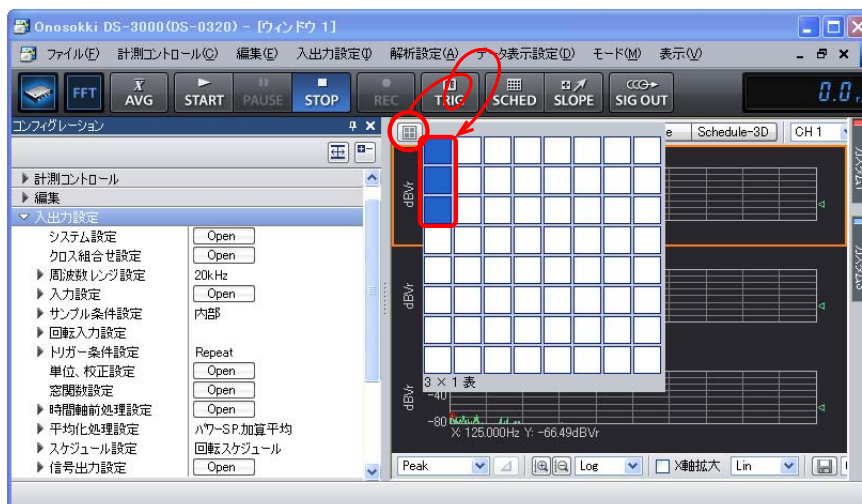 Onosokki DS-3000(DS-0320) - [ウィンドウ 1]
ファイル(F) 計測コントロール(C) 編集(E) 入出力設定(I) 解析設定(A) データ表示設定(D) モード(M) 表示(V)
FFT AVG START PAUSE STOP REC TRIG SCHED SLOPE SIG OUT 0.0
コンフィグレーション
Schedule-3D CH 1
計測コントロール
編集
入出力設定
システム設定 Open
クロス組合せ設定 Open
周波数レンジ設定 20kHz
入力設定 Open
サンプル条件設定 内部
回転入力設定
トリガー条件設定 Repeat
単位、校正設定 Open
窓関数設定 Open
時間軸前処理設定 Open
平均化処理設定 パワーSP.加算平均
スケジュール設定 回転スケジュール
信号出力設定 Open
dBVr
dBVr
3 × 1 表
dBVr
-40
-80
X: 125.000Hz Y: -66.49dBVr
Peak Log X軸拡大 Lin